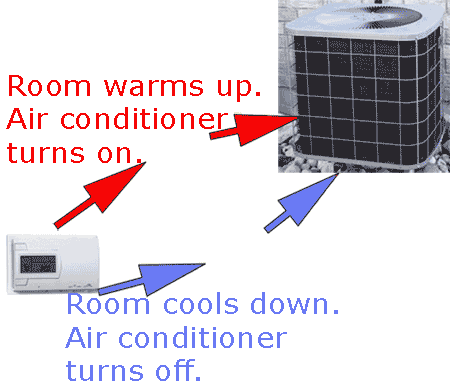 Room warms up.
Air conditioner
turns on.
Room cools down.
Air conditioner
turns off.